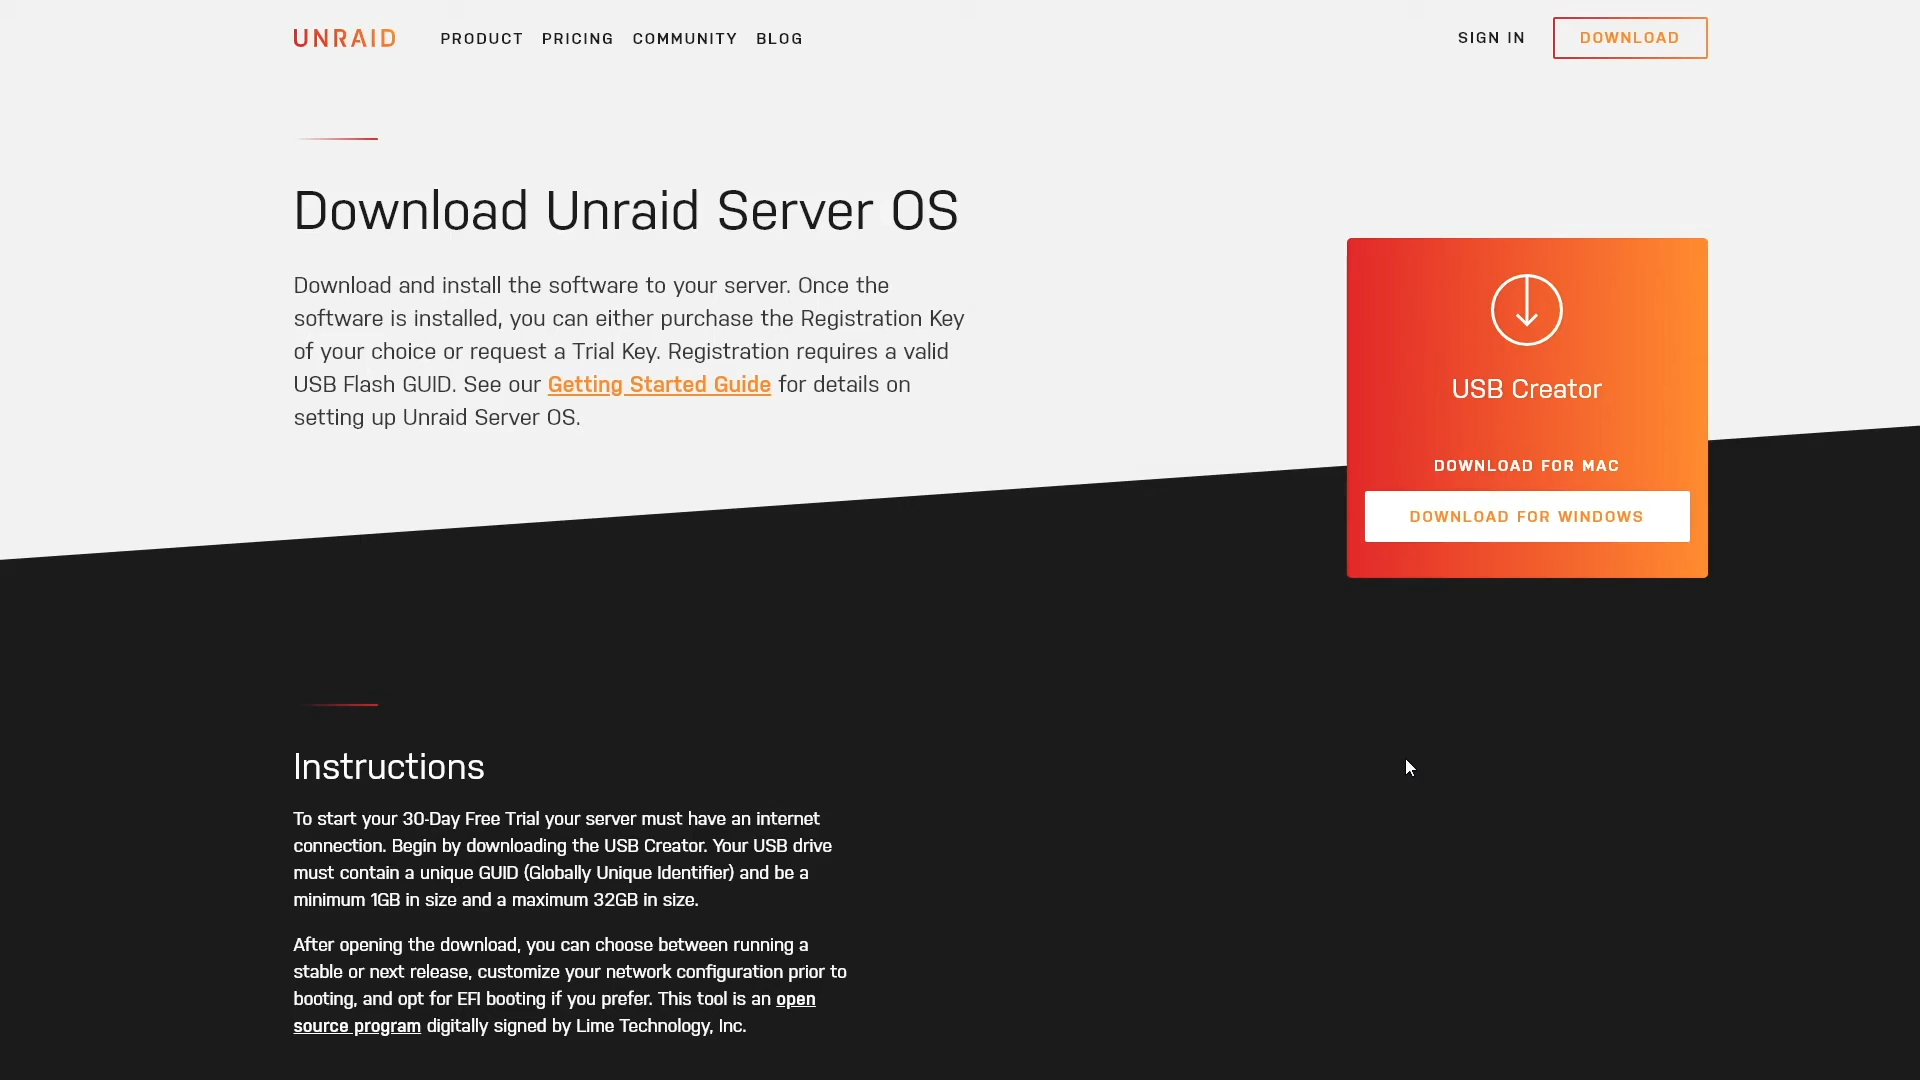 UNRAID PRODUCT PRICING COMMUNITY BLOG SIGN IN DOWNLOAD
Download Unraid Server OS
Download and install the software to your server. Once the
software is installed, you can either purchase the Registration Key
of your choice or request a Trial Key. Registration requires a valid
USB Flash GUID. See our Getting Started Guide for details on
setting up Unraid Server OS.
USB Creator
DOWNLOAD FOR MAC
DOWNLOAD FOR WINDOWS
Instructions
To start your 30-Day Free Trial your server must have an internet
connection. Begin by downloading the USB Creator. Your USB drive
must contain a unique GUID (Globally Unique Identifier) and be a
minimum 1GB in size and a maximum 32GB in size.
After opening the download, you can choose between running a
stable or next release, customize your network configuration prior to
booting, and opt for EFI booting if you prefer. This tool is an open
source program digitally signed by Lime Technology, Inc.